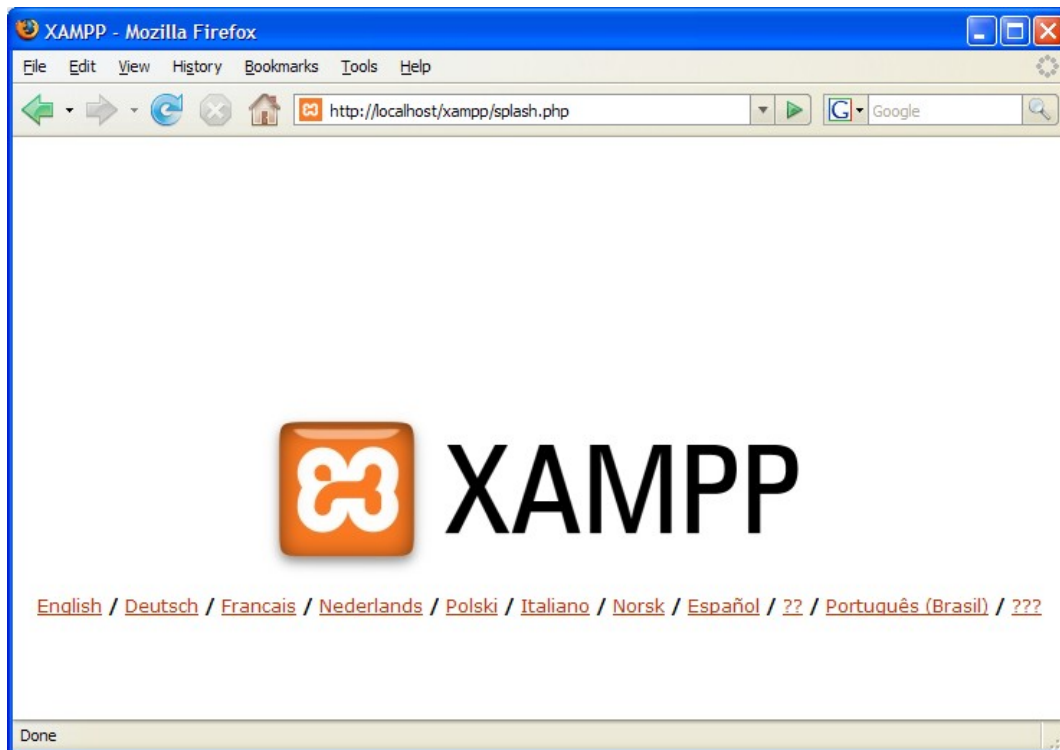 XAMPP - Mozilla Firefox
File Edit View History Bookmarks Tools Help
http://localhost/xampp/splash.php G Google
XAMPP
English / Deutsch / Francais / Nederlands / Polski / Italiano / Norsk / Español / ?? / Português (Brasil) / ???
Done